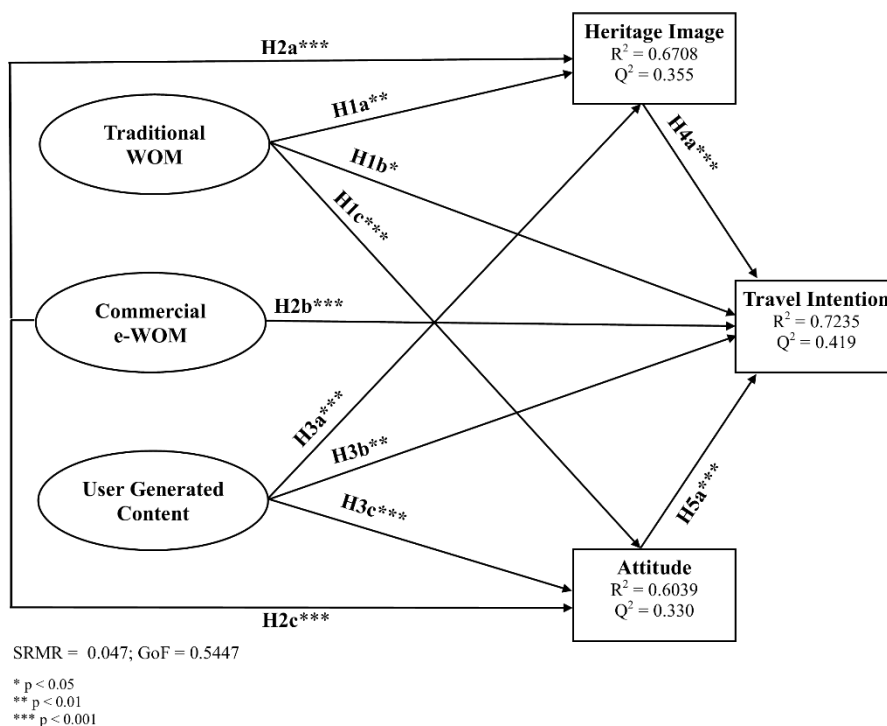 Heritage Image
R² = 0.6708
Q² = 0.355
H2a***
H1a**
Traditional
WOM
H1b*
H4a***
H1c***
Commercial
e-WOM
H2b***
Travel Intention
R² = 0.7235
Q² = 0.419
H3a***
H3b**
User Generated
Content
H3c***
H5a***
Attitude
R² = 0.6039
Q² = 0.330
H2c***
SRMR = 0.047; GoF = 0.5447
* p < 0.05
** p < 0.01
*** p < 0.001